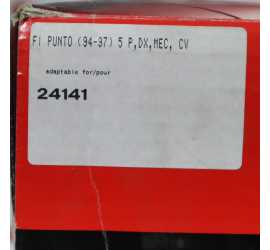 FI PUNTO (94-97) 5 P,DX,MEC, CV
adaptable for/pour
24141